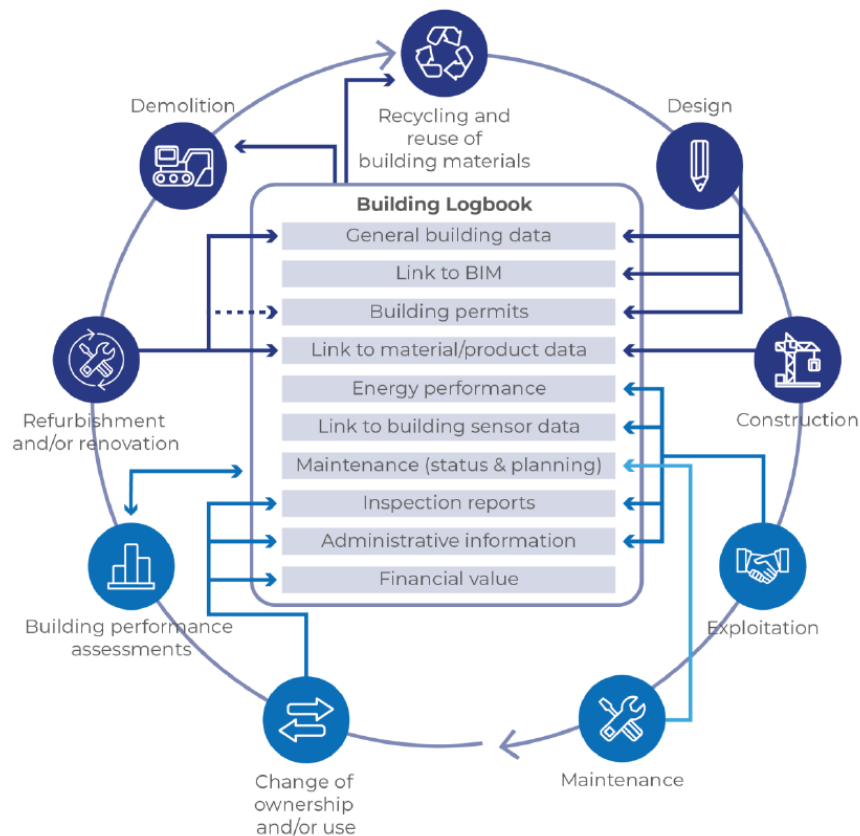 Demolition
Recycling and
reuse of
building materials
Design
Building Logbook
General building data
Link to BIM
Building permits
Link to material/product data
Energy performance
Link to building sensor data
Maintenance (status & planning)
Inspection reports
Administrative information
Financial value
Refurbishment
and/or renovation
Construction
Building performance
assessments
Exploitation
Change of
ownership
and/or use
Maintenance